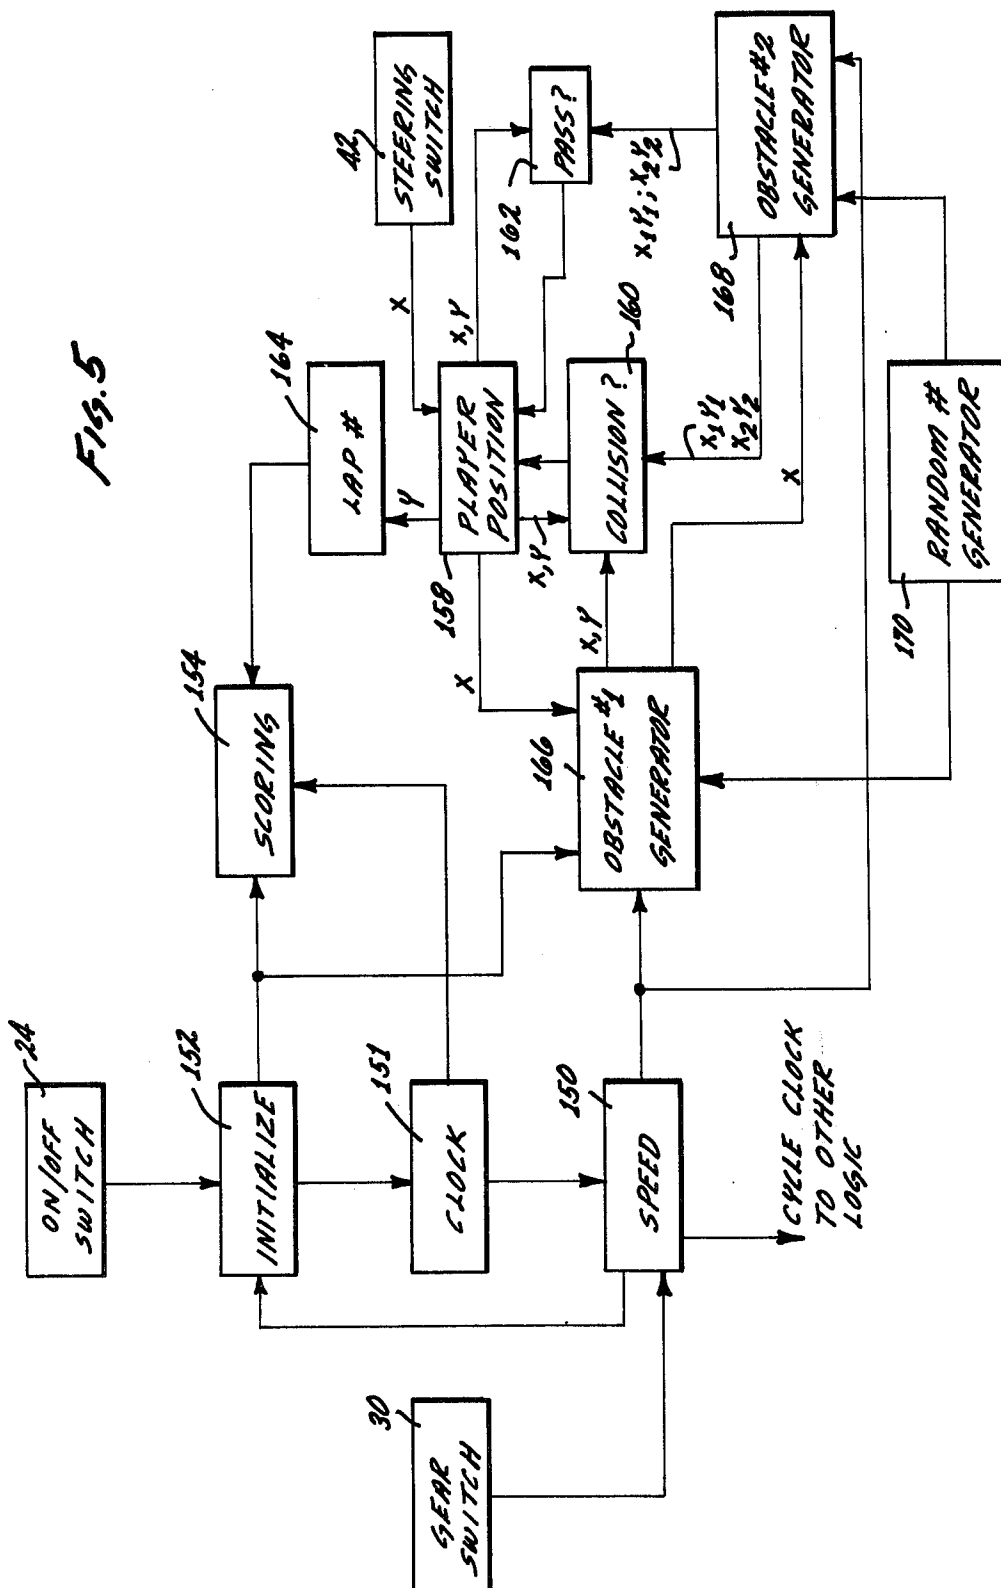 FIG. 5
24
ON/OFF
SWITCH
152
INITIALIZE
151
CLOCK
150
SPEED
30
GEAR
SWITCH
CYCLE CLOCK
TO OTHER
LOGIC
154
SCORING
164
LAP #
Y
42
STEERING
SWITCH
X
158
PLAYER
POSITION
X,Y
X
X,Y
162
PASS?
160
COLLISION?
X,Y
X1Y1
X2Y2
X1Y1;X2Y2
166
OBSTACLE #1
GENERATOR
X
168
OBSTACLE #2
GENERATOR
170
RANDOM #
GENERATOR